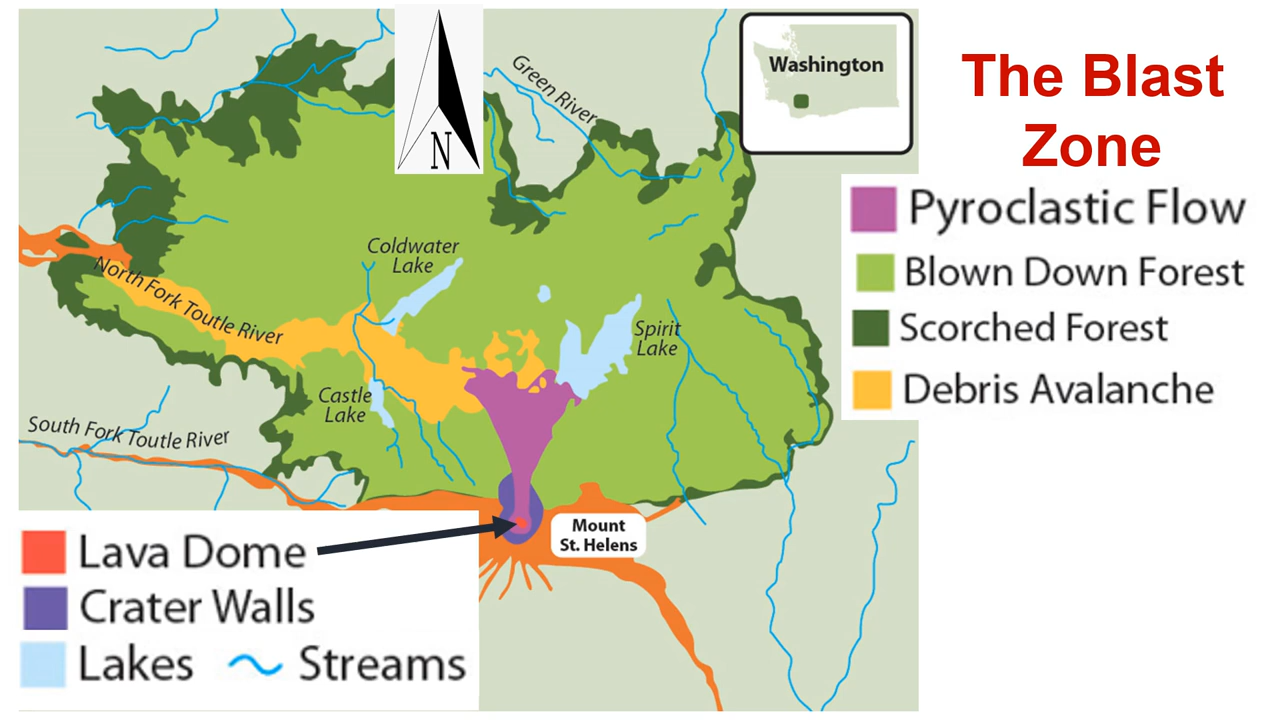 The Blast
Zone
Washington
Green River
N
Pyroclastic Flow
Blown Down Forest
Scorched Forest
Debris Avalanche
Coldwater
Lake
North Fork Toutle River
Spirit
Lake
Castle
Lake
South Fork Toutle River
Mount
St. Helens
Lava Dome
Crater Walls
Lakes
Streams